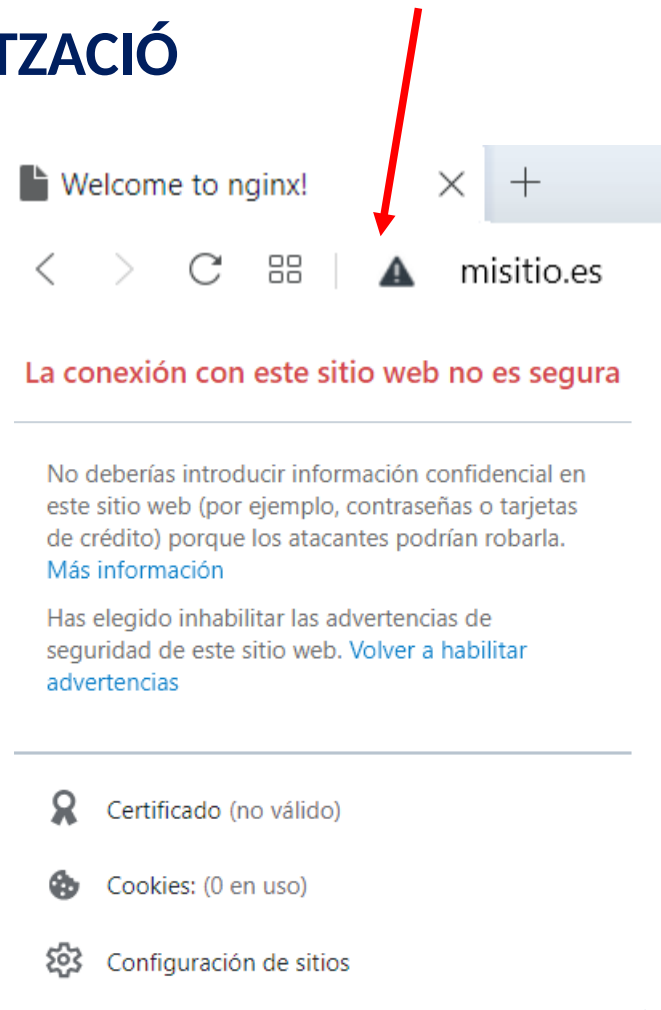 TZACIÓ
Welcome to nginx!
misitio.es
La conexión con este sitio web no es segura
No deberías introducir información confidencial en
este sitio web (por ejemplo, contraseñas o tarjetas
de crédito) porque los atacantes podrían robarla.
Más información
Has elegido inhabilitar las advertencias de
seguridad de este sitio web. Volver a habilitar
advertencias
Certificado (no válido)
Cookies: (0 en uso)
Configuración de sitios